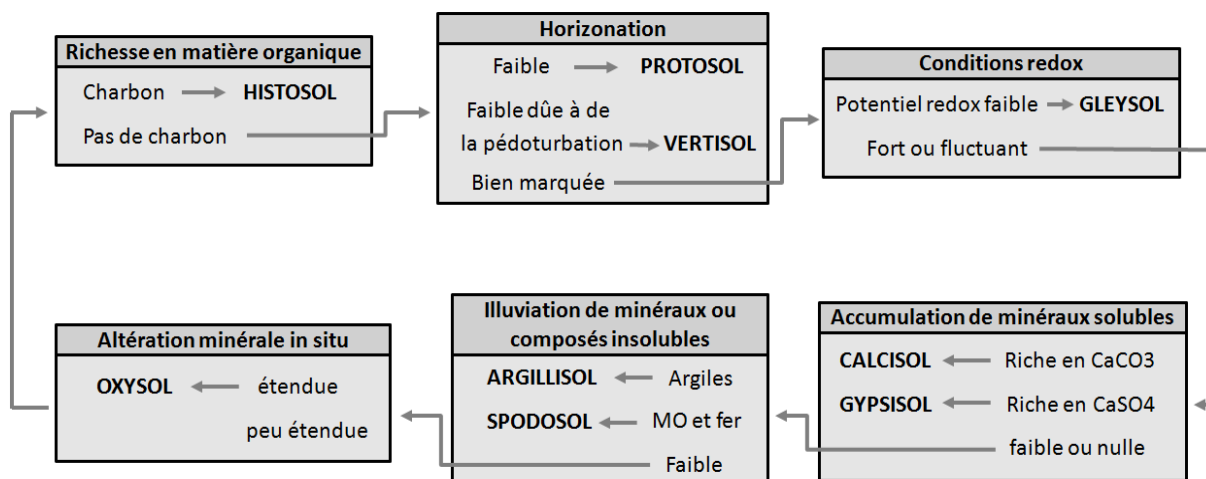 Richesse en matière organique
Charbon HISTOSOL
Pas de charbon
Horizonation
Faible PROTOSOL
Faible dûe à de
la pédoturbation VERTISOL
Bien marquée
Conditions redox
Potentiel redox faible GLEYSOL
Fort ou fluctuant
Altération minérale in situ
OXYSOL étendue
peu étendue
Illuviation de minéraux ou
composés insolubles
ARGILLISOL Argiles
SPODOSOL MO et fer
Faible
Accumulation de minéraux solubles
CALCISOL Riche en CaCO3
GYPSISOL Riche en CaSO4
faible ou nulle